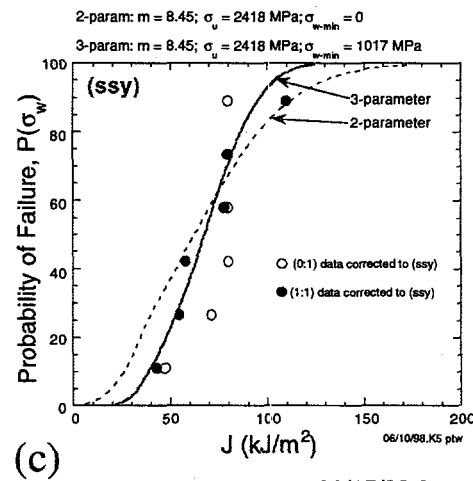 2-param: m = 8.45; σu = 2418 MPa; σw-min = 0
3-param: m = 8.45; σu = 2418 MPa; σw-min = 1017 MPa
(ssy)
3-parameter
2-parameter
(0:1) data corrected to (ssy)
(1:1) data corrected to (ssy)
Probability of Failure, P(σw)
100
80
60
40
20
0
0
50
100
150
200
06/10/98.K5 ptw
J (kJ/m²)
(c)